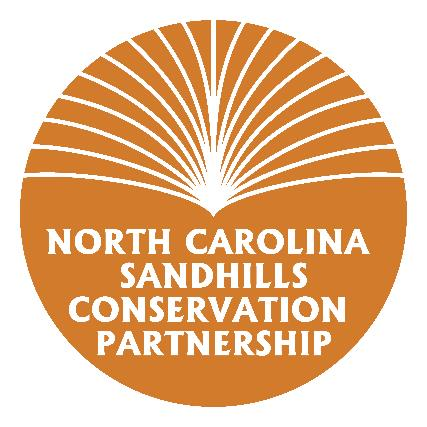 NORTH CAROLINA
SANDHILLS
CONSERVATION
PARTNERSHIP